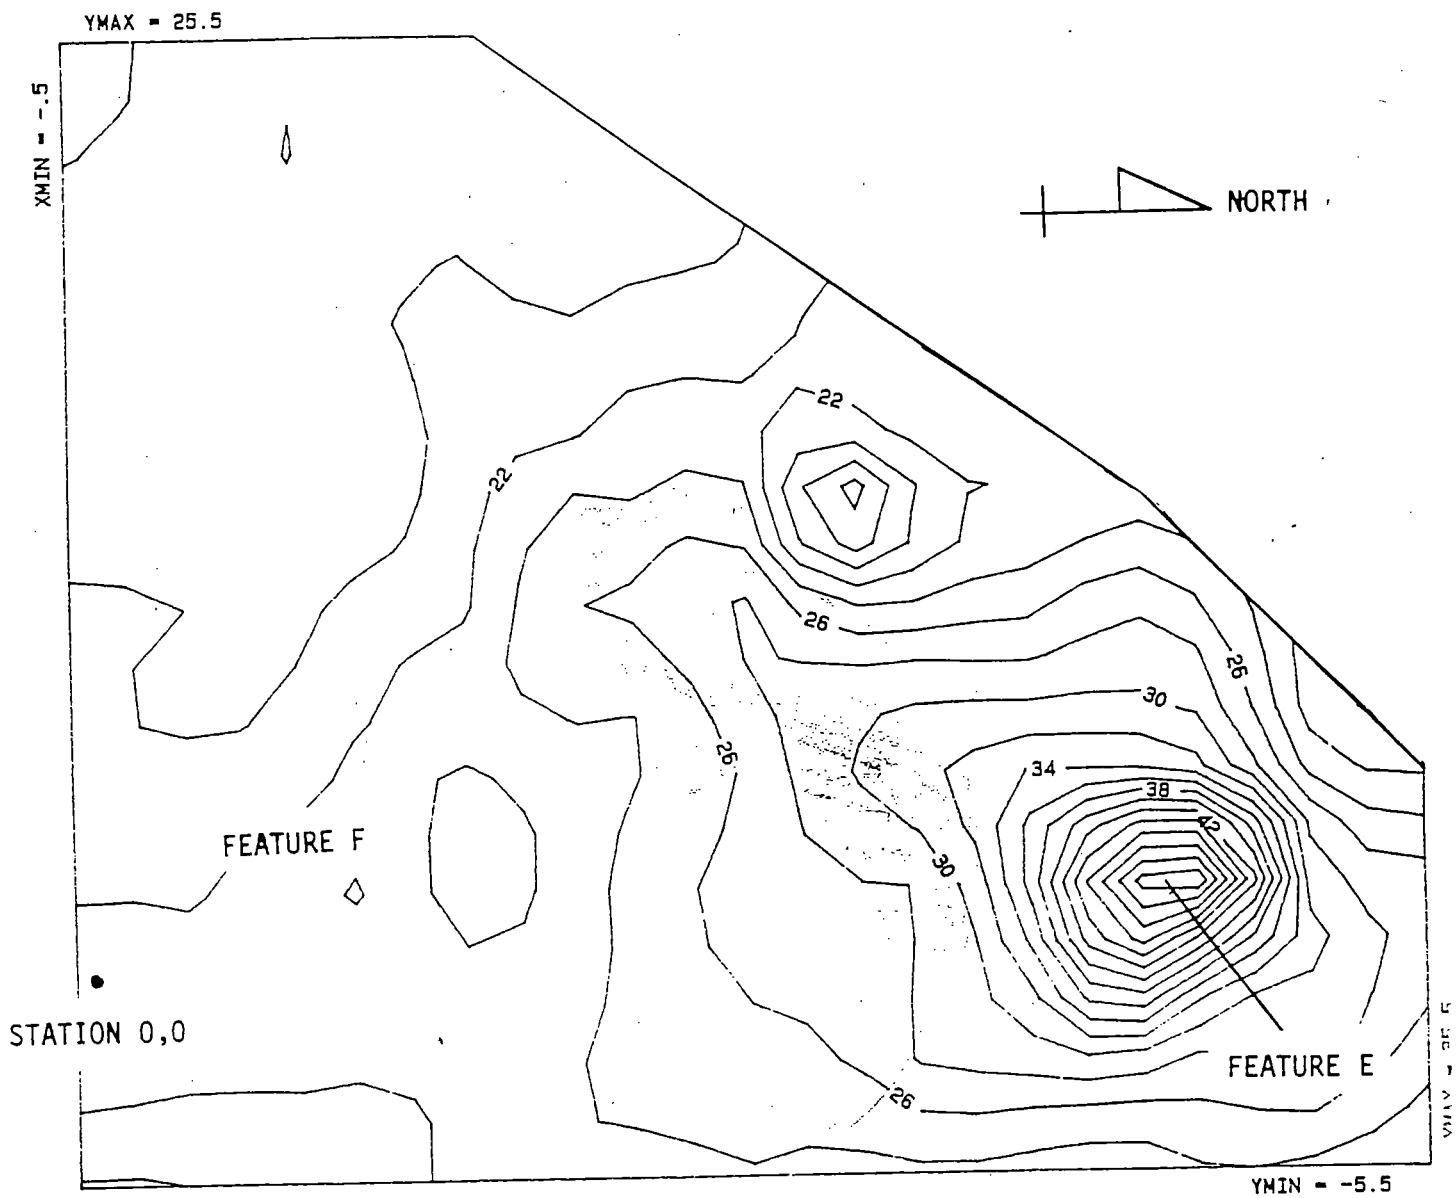 YMAX = 25.5
XMIN = -.5
NORTH
22
22
26
26
26
30
34
38
42
30
FEATURE F
STATION 0,0
FEATURE E
26
YMIN = -5.5